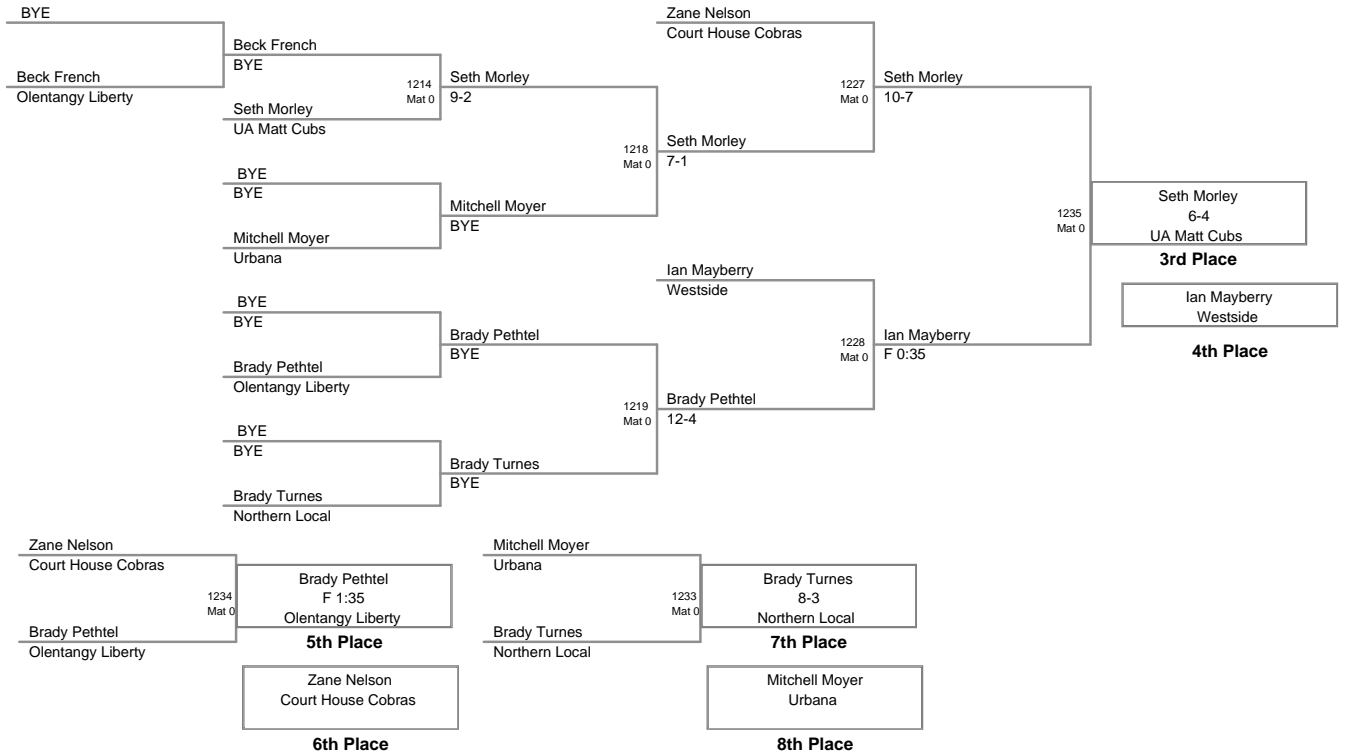 BYE
Beck French
Olentangy Liberty
Beck French
BYE
Seth Morley
UA Matt Cubs
1214
Mat 0
BYE
BYE
Mitchell Moyer
Urbana
BYE
BYE
Brady Pethtel
Olentangy Liberty
BYE
BYE
Brady Turnes
Northern Local
Seth Morley
9-2
Mitchell Moyer
BYE
1218
Mat 0
Brady Pethtel
BYE
Brady Turnes
BYE
1219
Mat 0
Zane Nelson
Court House Cobras
Seth Morley
7-1
1227
Mat 0
Ian Mayberry
Westside
Brady Pethtel
12-4
1228
Mat 0
Seth Morley
10-7
Ian Mayberry
F 0:35
1235
Mat 0
Seth Morley
6-4
UA Matt Cubs
3rd Place
Ian Mayberry
Westside
4th Place
Zane Nelson
Court House Cobras
Brady Pethtel
Olentangy Liberty
1234
Mat 0
Brady Pethtel
F 1:35
Olentangy Liberty
5th Place
Zane Nelson
Court House Cobras
6th Place
Mitchell Moyer
Urbana
Brady Turnes
Northern Local
1233
Mat 0
Brady Turnes
8-3
Northern Local
7th Place
Mitchell Moyer
Urbana
8th Place